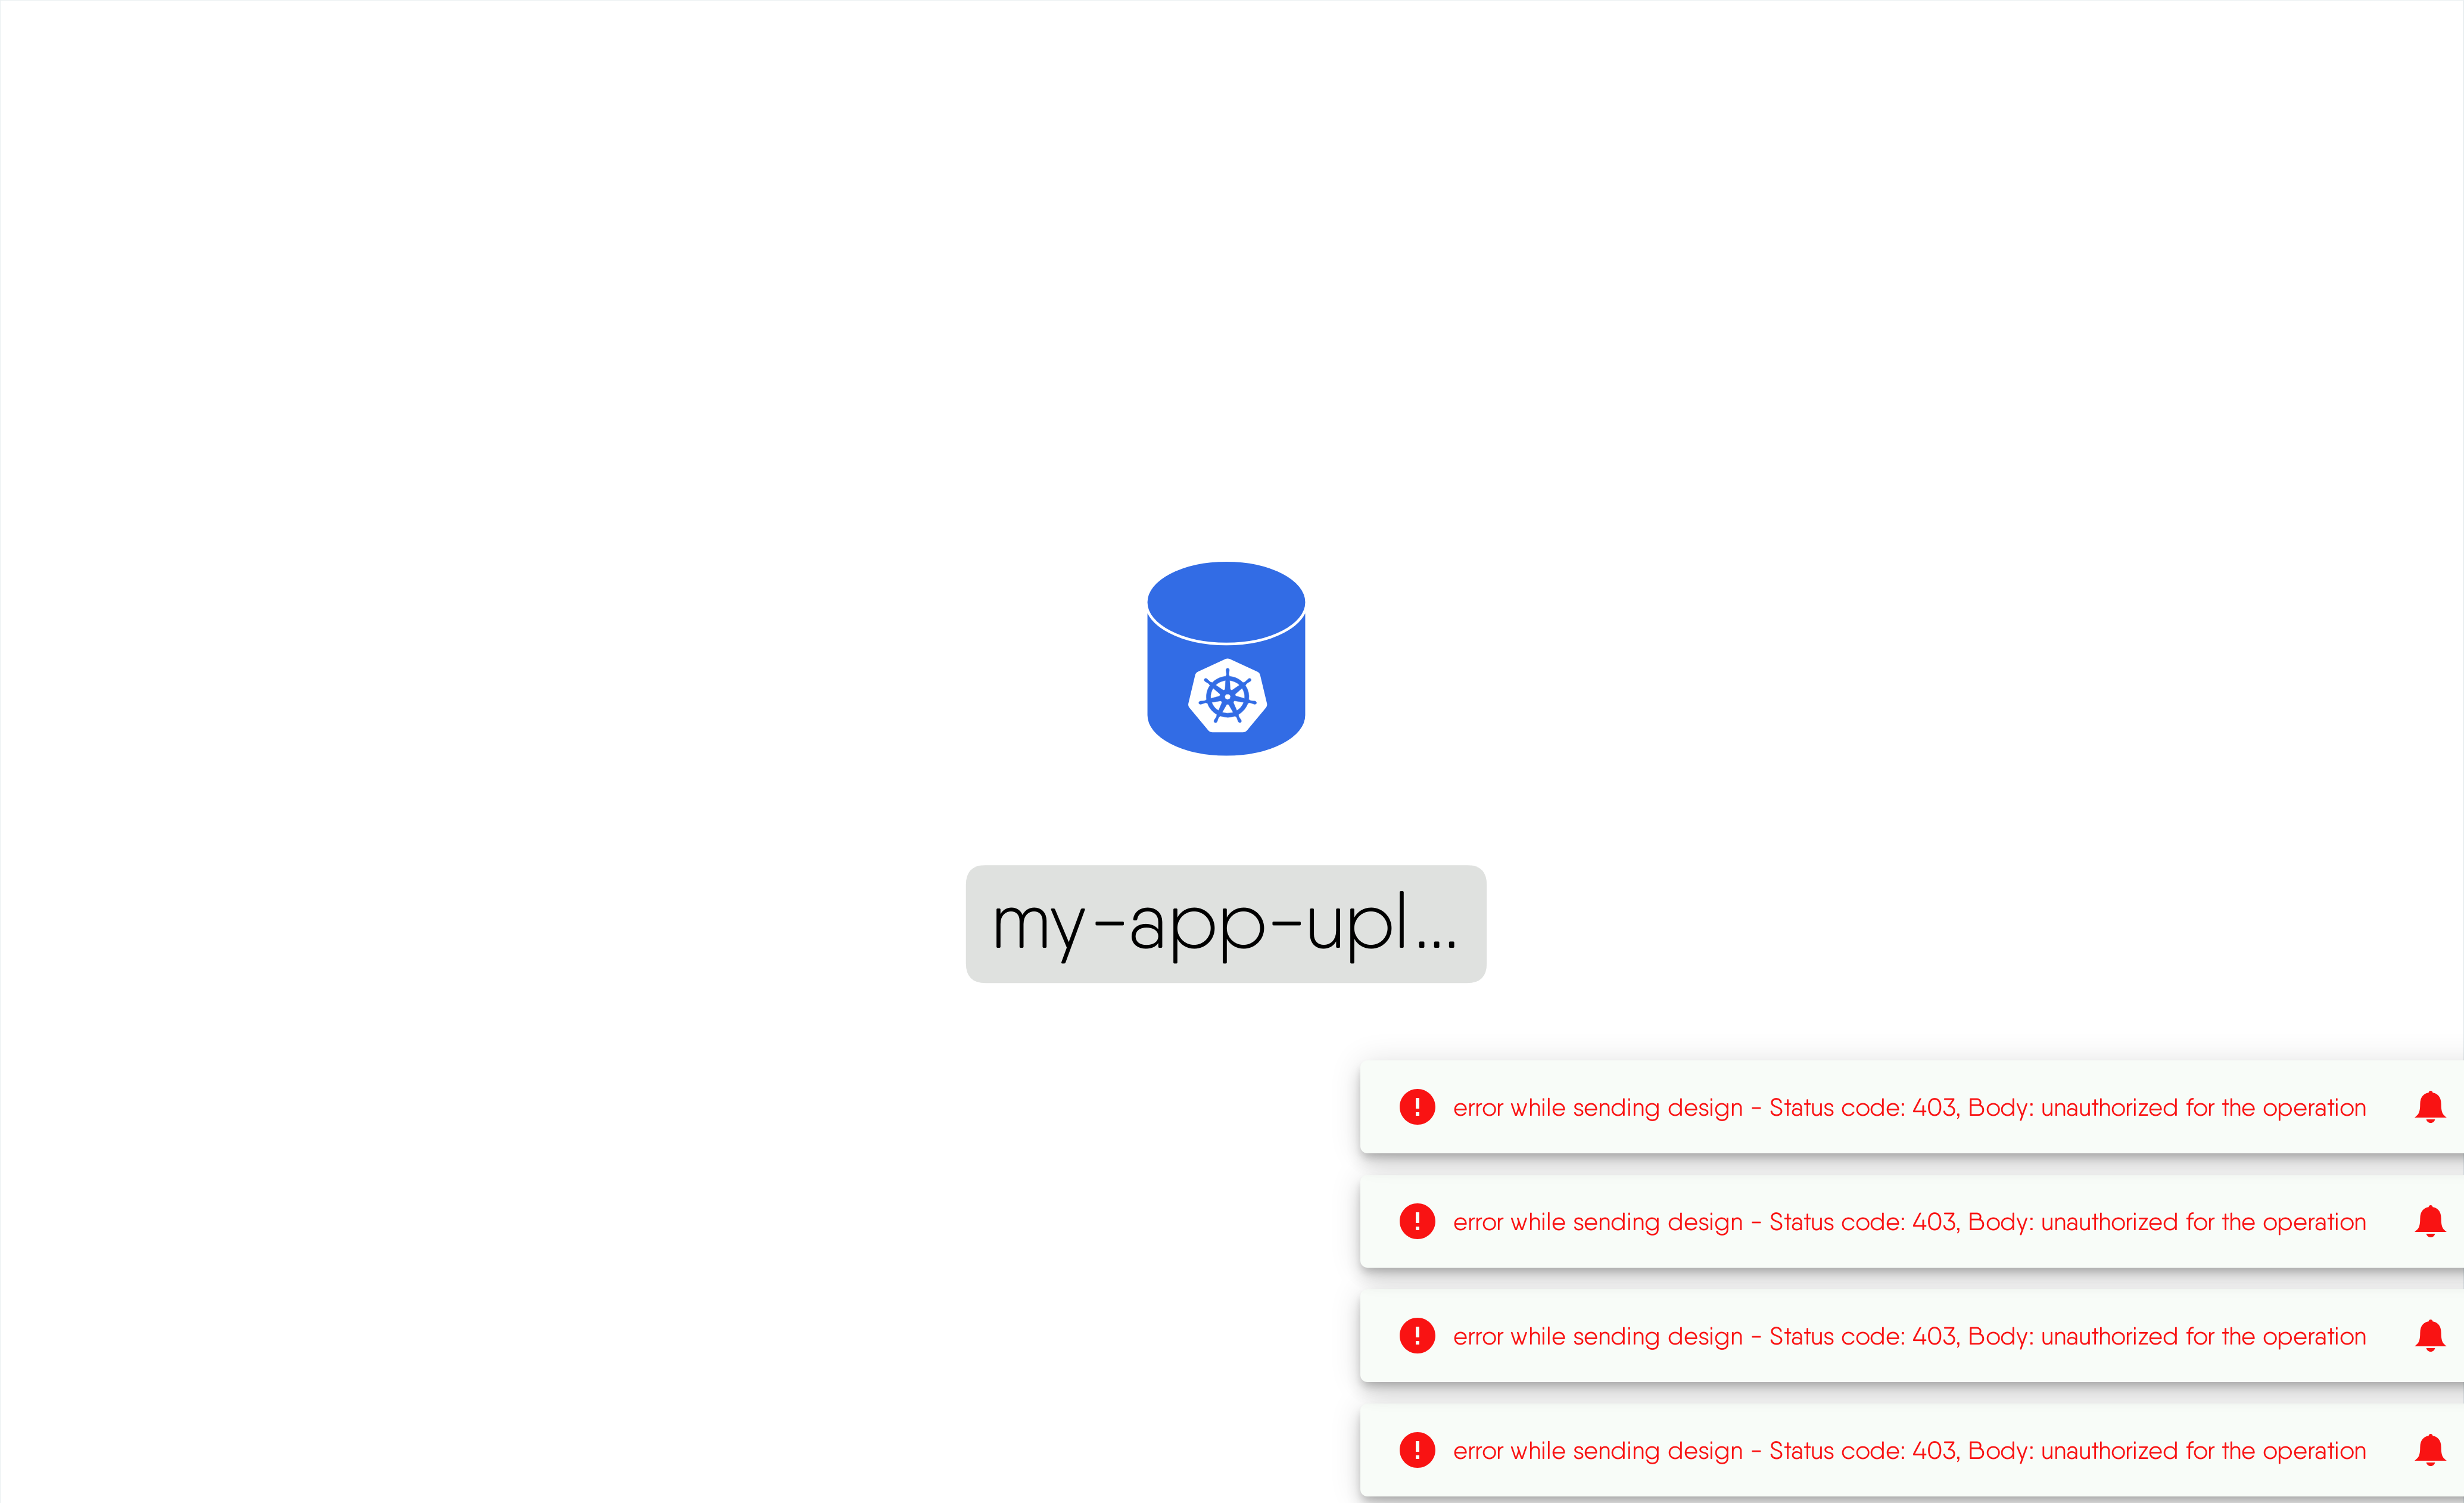 my-app-upl...
error while sending design - Status code: 403, Body: unauthorized for the operation
error while sending design - Status code: 403, Body: unauthorized for the operation
error while sending design - Status code: 403, Body: unauthorized for the operation
error while sending design - Status code: 403, Body: unauthorized for the operation